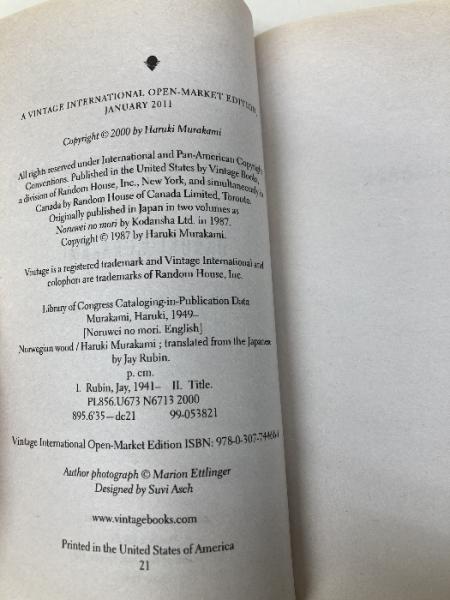 A VINTAGE INTERNATIONAL OPEN-MARKET EDITION,
JANUARY 2011
Copyright © 2000 by Haruki Murakami
All rights reserved under International and Pan-American Copyright
Conventions. Published in the United States by Vintage Books,
a division of Random House, Inc., New York, and simultaneously in
Canada by Random House of Canada Limited, Toronto.
Originally published in Japan in two volumes as
Noruwei no mori by Kodansha Ltd. in 1987.
Copyright © 1987 by Haruki Murakami.
Vintage is a registered trademark and Vintage International and
colophon are trademarks of Random House, Inc.
Library of Congress Cataloging-in-Publication Data
Murakami, Haruki, 1949–
[Noruwei no mori. English]
Norwegian wood / Haruki Murakami ; translated from the Japanese
by Jay Rubin.
p. cm.
I. Rubin, Jay, 1941– II. Title.
PL856.U673 N6713 2000
895.6'35—dc21 99-053821
Vintage International Open-Market Edition ISBN:
Author photograph © Marion Ettlinger
Designed by Suvi Asch
www.vintagebooks.com
Printed in the United States of America
21